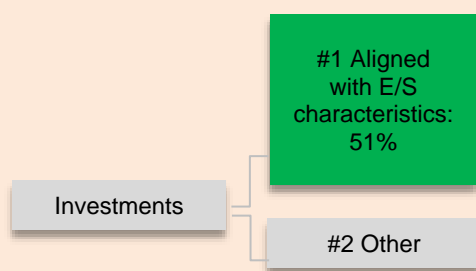 #1 Aligned
with E/S
characteristics:
51%
Investments
#2 Other